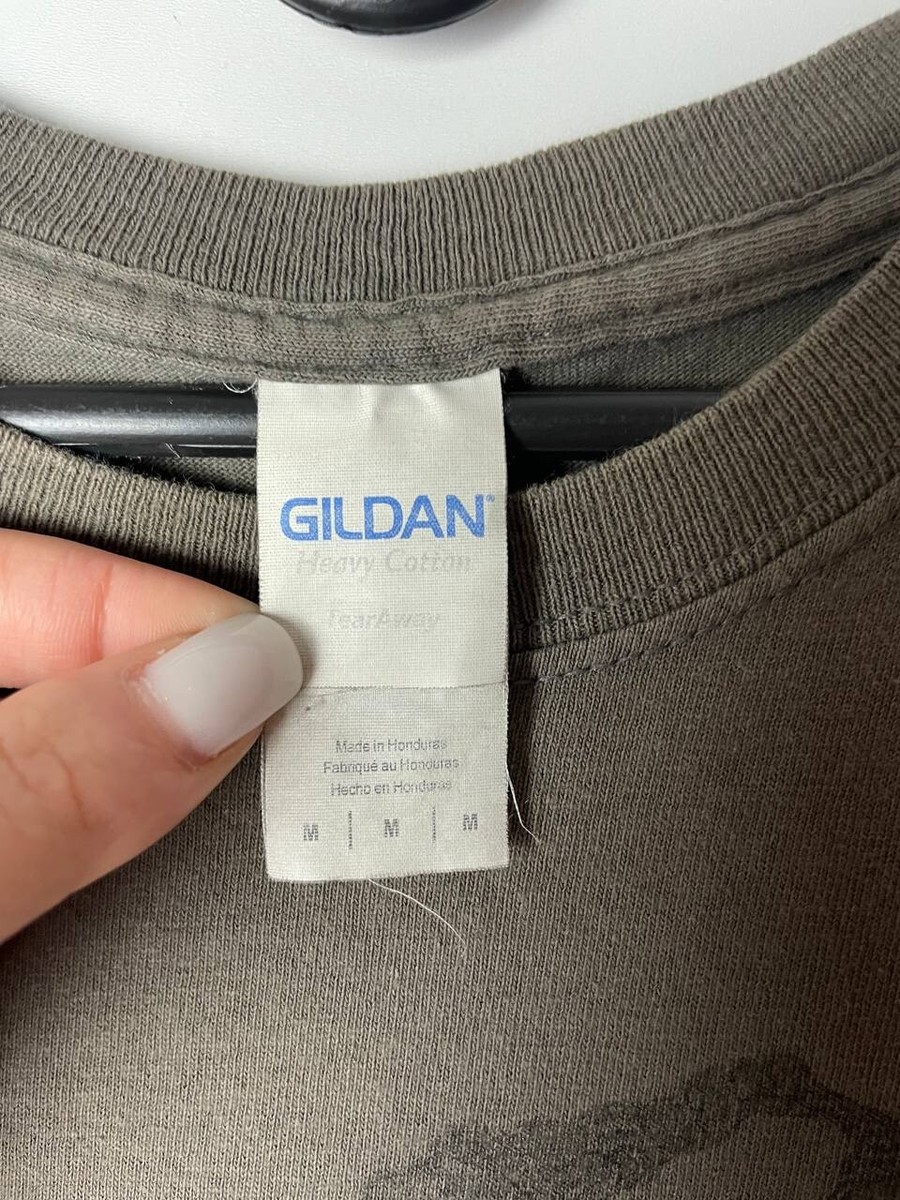 GILDAN®
Heavy Cotton
TearAway
Made in Honduras
Fabriqué au Honduras
Hecho en Honduras
M | M | M